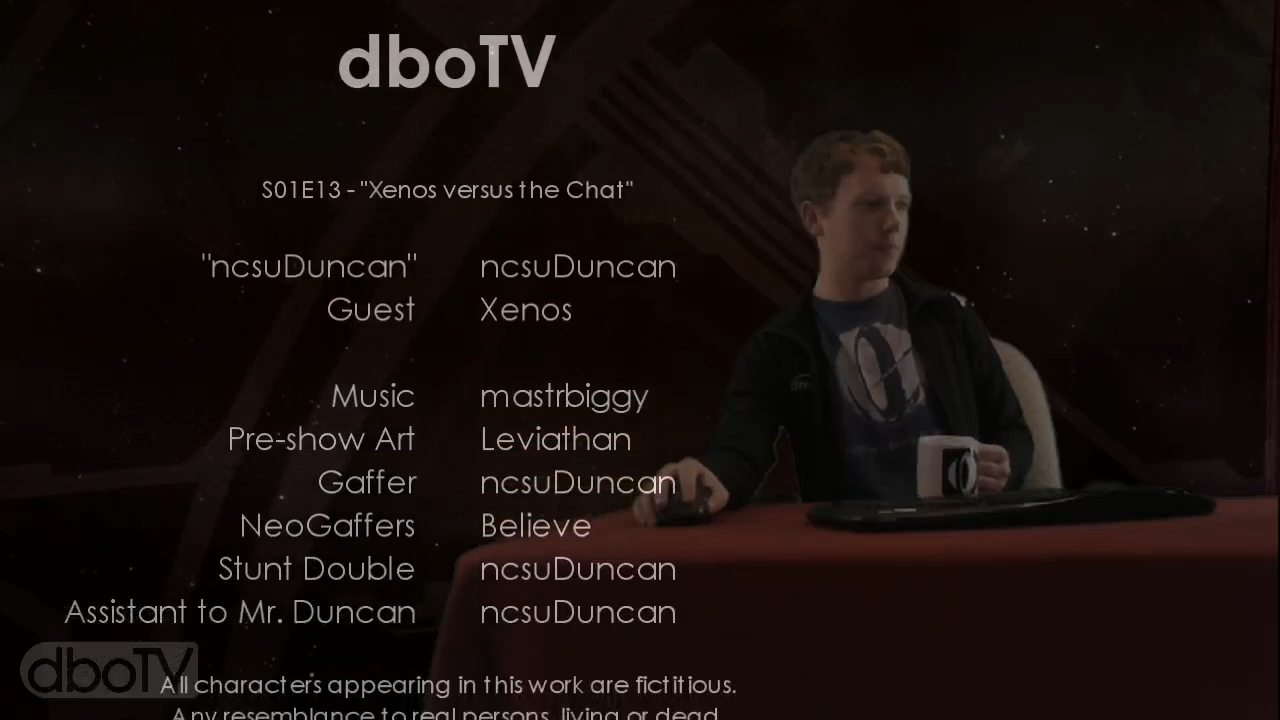 dboTV
S01E13 - "Xenos versus the Chat"
"ncsuDuncan" ncsuDuncan
Guest Xenos
Music mastrbiggy
Pre-show Art Leviathan
Gaffer ncsuDuncan
NeoGaffers Believe
Stunt Double ncsuDuncan
Assistant to Mr. Duncan ncsuDuncan
dboTV
All characters appearing in this work are fictitious.
Any resemblance to real persons, living or dead